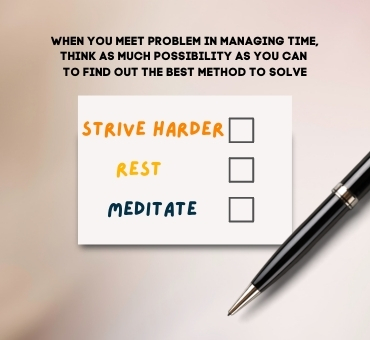 WHEN YOU MEET PROBLEM IN MANAGING TIME,
THINK AS MUCH POSSIBILITY AS YOU CAN
TO FIND OUT THE BEST METHOD TO SOLVE
STRIVE HARDER
REST
MEDITATE